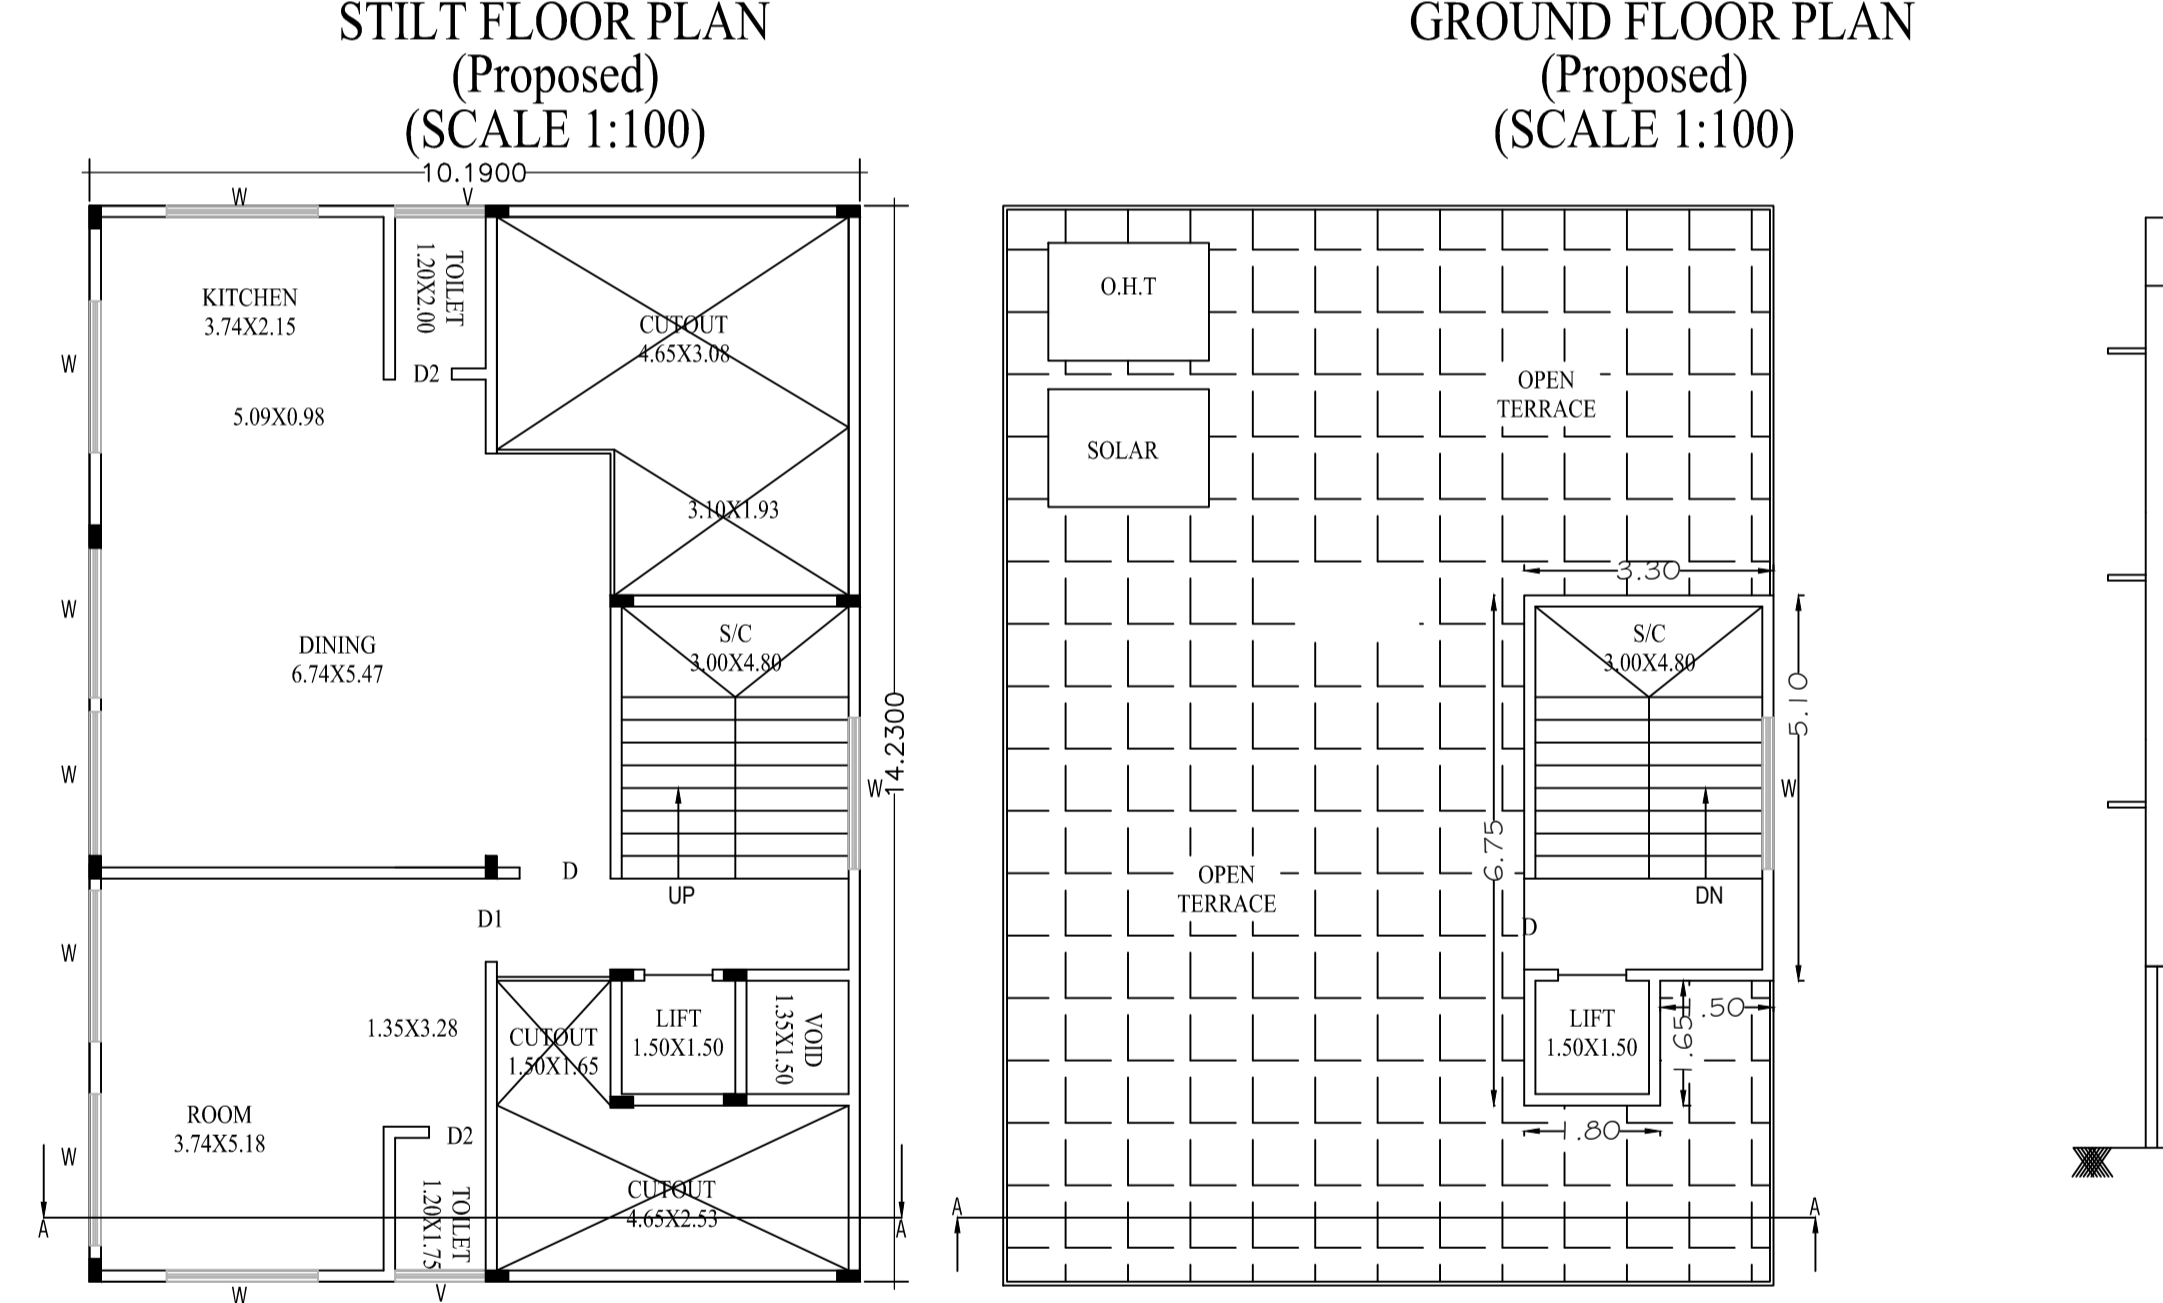 STILT FLOOR PLAN
(Proposed)
(SCALE 1:100)
GROUND FLOOR PLAN
(Proposed)
(SCALE 1:100)
10.1900
W
V
KITCHEN
3.74X2.15
TOILET
1.20X2.00
D2
5.09X0.98
CUTOUT
4.65X3.08
3.10X1.93
W
W
W
W
W
DINING
6.74X5.47
S/C
3.00X4.80
UP
W
14.2300
D
D1
1.35X3.28
CUTOUT
1.50X1.65
LIFT
1.50X1.50
VOID
1.35X1.50
ROOM
3.74X5.18
D2
TOILET
1.20X1.75
CUTOUT
4.65X2.53
A
A
W
V
O.H.T
SOLAR
OPEN
TERRACE
3.30
S/C
3.00X4.80
5.10
W
6.75
OPEN
TERRACE
DN
D
LIFT
1.50X1.50
1.65
1.50
1.80
A
A